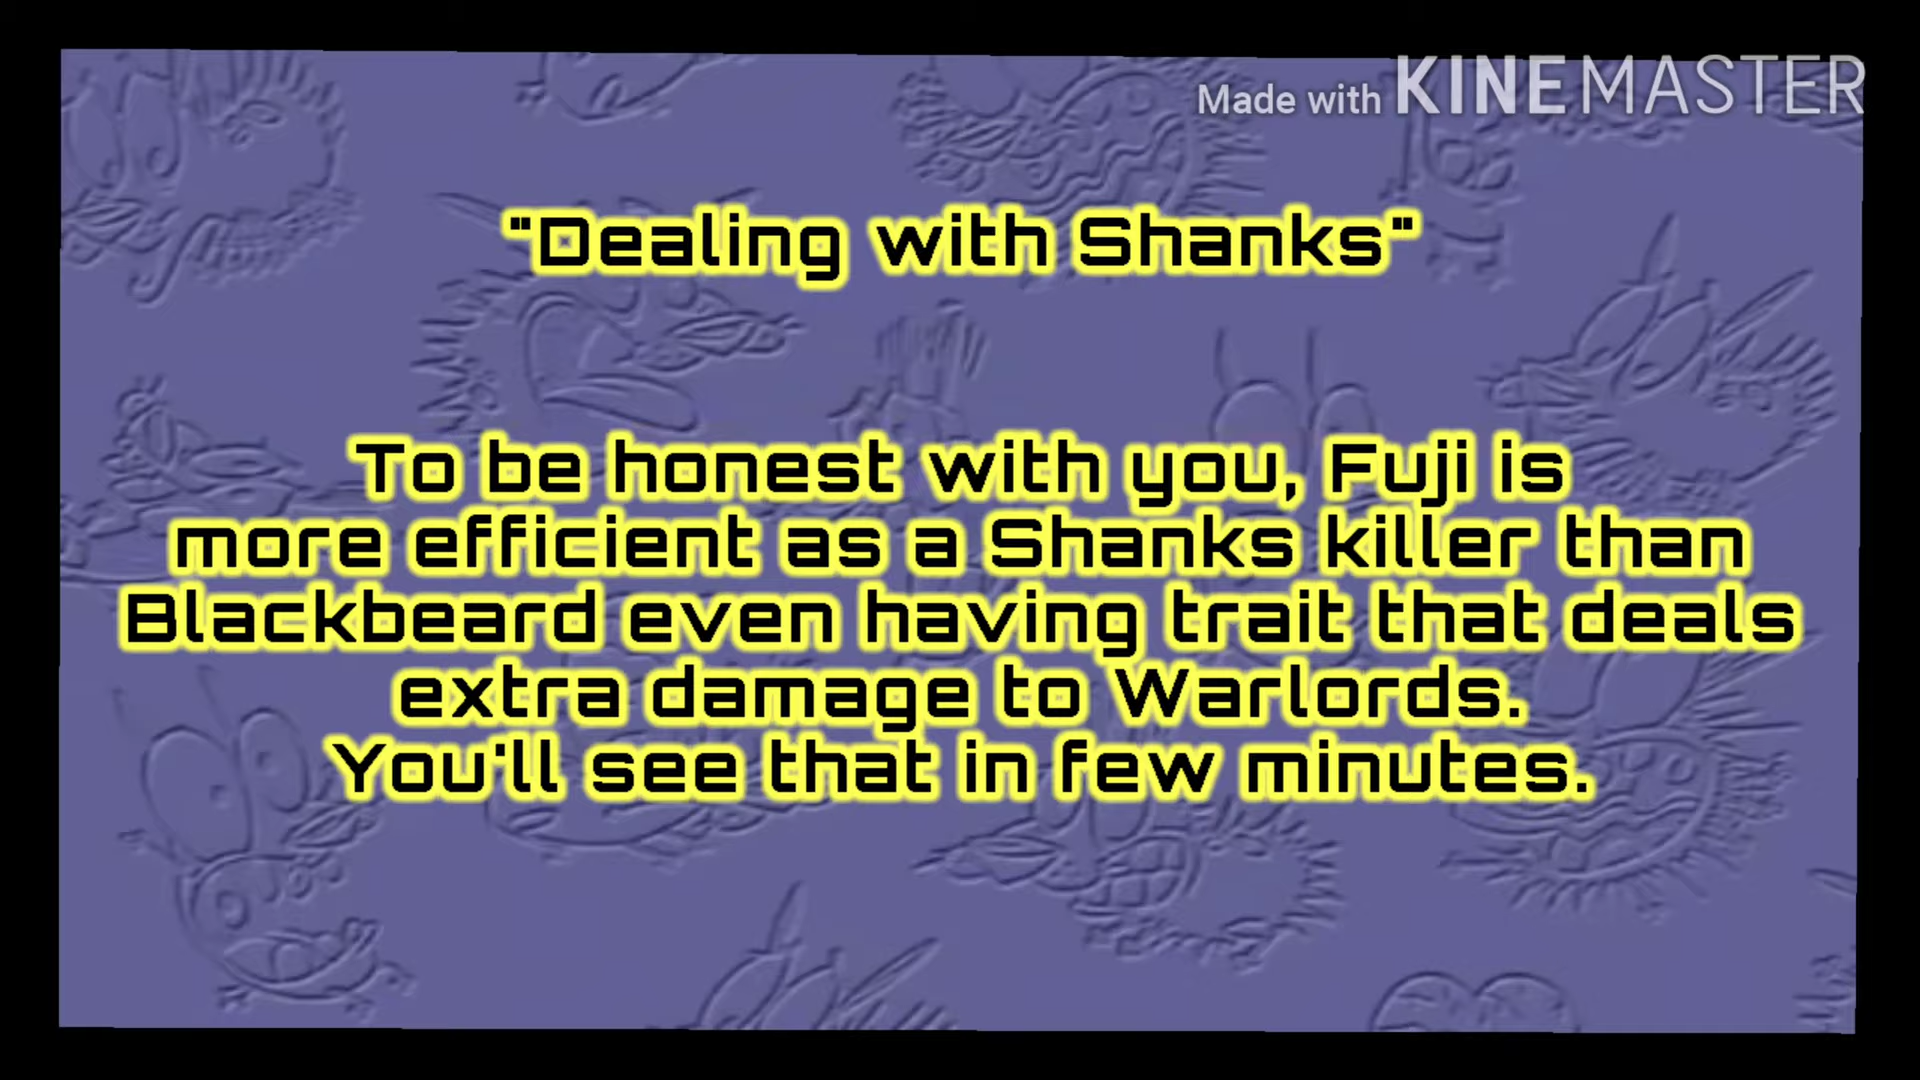 Made with KINEMASTER
"Dealing with Shanks"
To be honest with you, Fuji is
more efficient as a Shanks killer than
Blackbeard even having trait that deals
extra damage to Warlords.
You'll see that in few minutes.